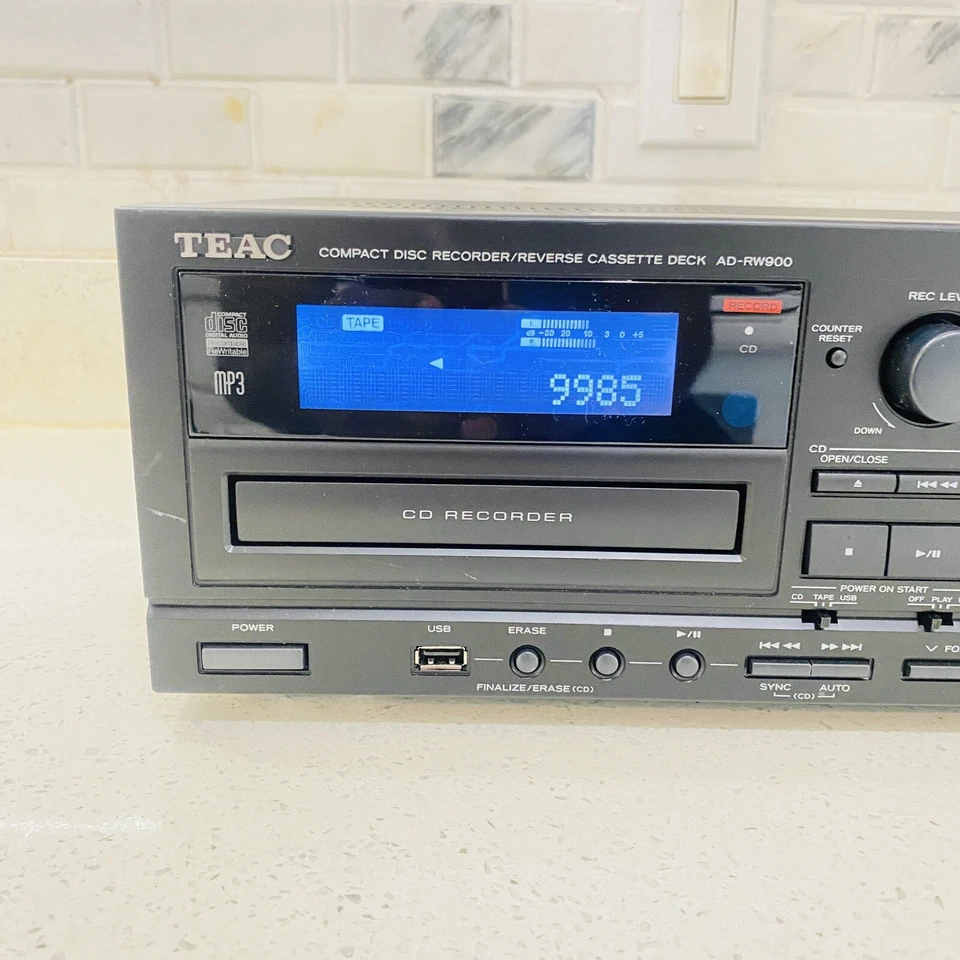 TEAC
COMPACT DISC RECORDER/REVERSE CASSETTE DECK AD-RW900
REC LEV
COMPACT
disc
DIGITAL AUDIO
Recordable
ReWritable
MP3
TAPE
L
dB -30 20 10 3 0 +5
R
9985
RECORD
CD
COUNTER
RESET
DOWN
CD
OPEN/CLOSE
CD RECORDER
POWER ON START
CD TAPE USB
OFF PLAY
POWER
USB
ERASE
FINALIZE/ERASE (CD)
SYNC
(CD)
AUTO
FO